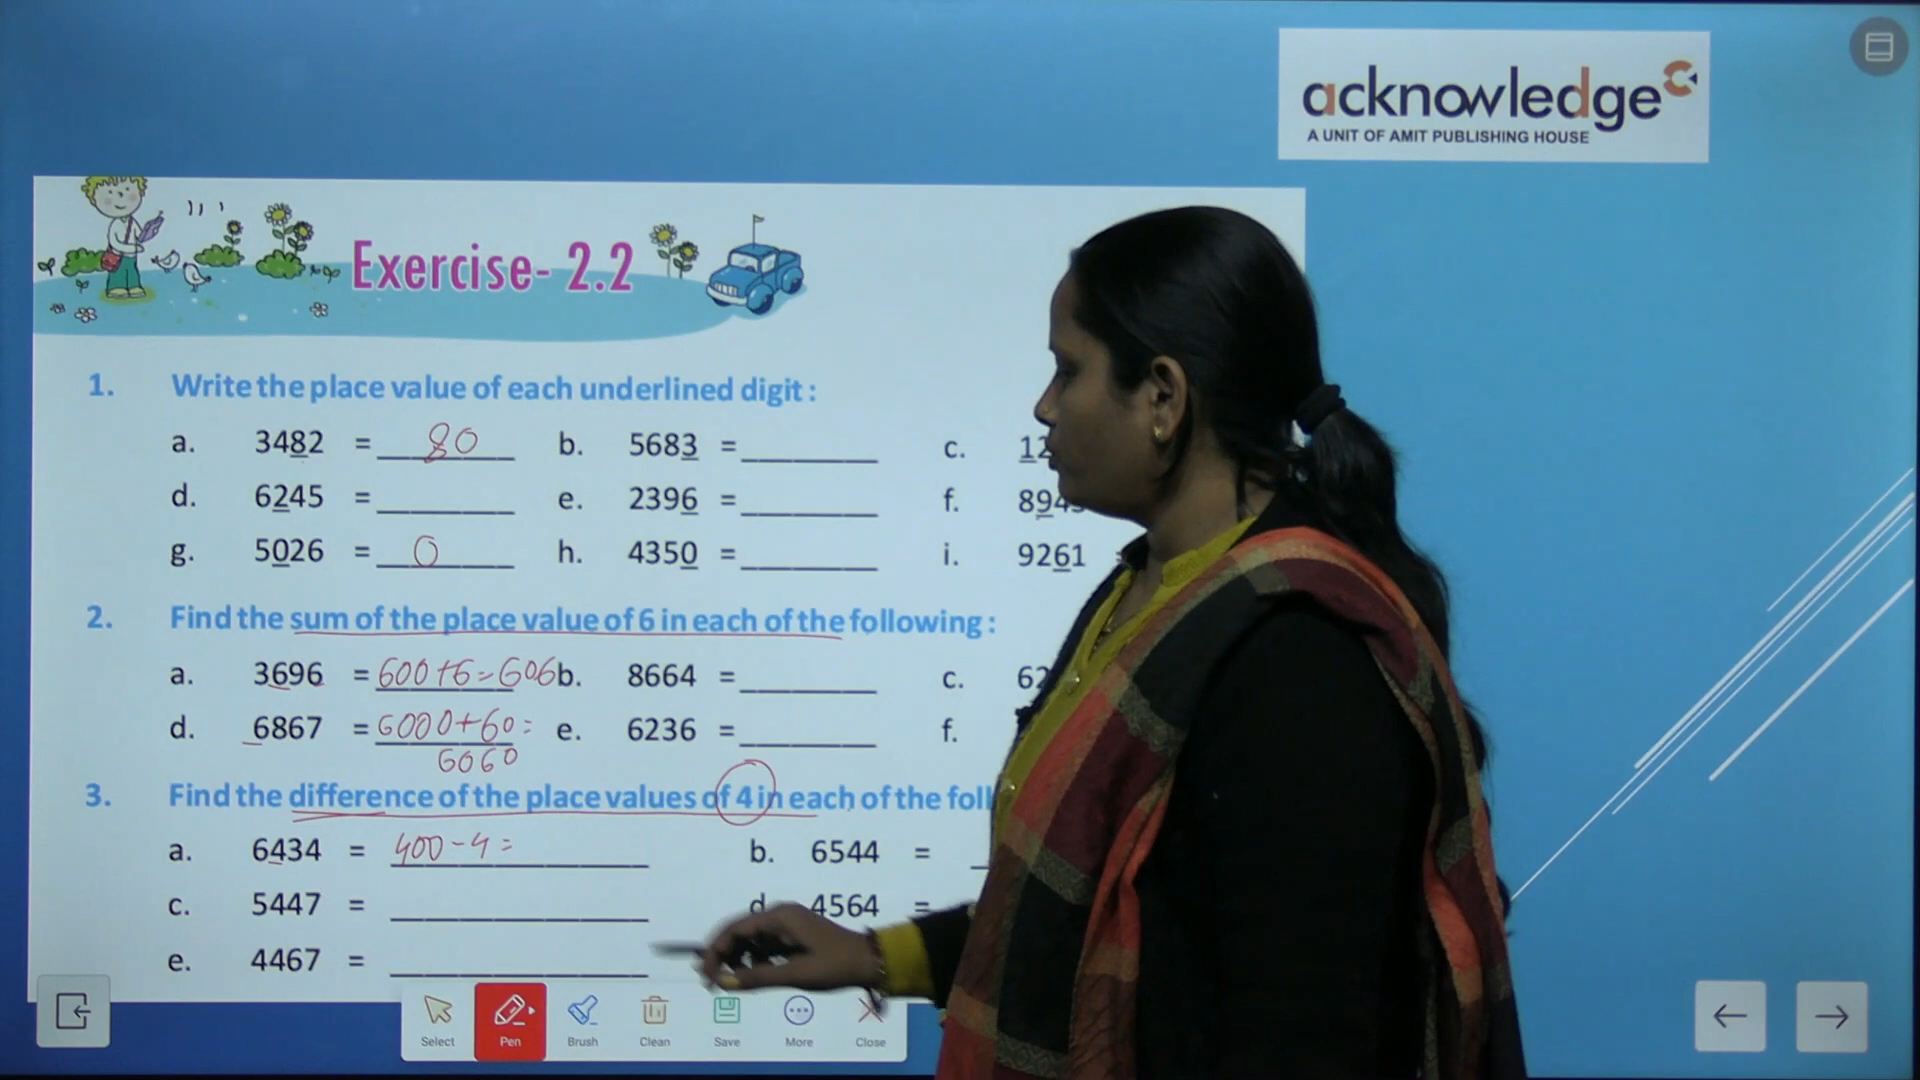 acknowledge
A UNIT OF AMIT PUBLISHING HOUSE
Exercise- 2.2
1. Write the place value of each underlined digit :
a. 3482 = 80 b. 5683 = c. 12
d. 6245 = e. 2396 = f. 8945
g. 5026 = 0 h. 4350 = i. 9261 =
2. Find the sum of the place value of 6 in each of the following :
a. 3696 = 600+6=606 b. 8664 = c. 62
d. 6867 = 6000+60= e. 6236 = f.
6060
3. Find the difference of the place values of 4 in each of the foll
a. 6434 = 400-4= b. 6544 =
c. 5447 = d. 4564 =
e. 4467 =
Select Pen Brush Clean Save More Close